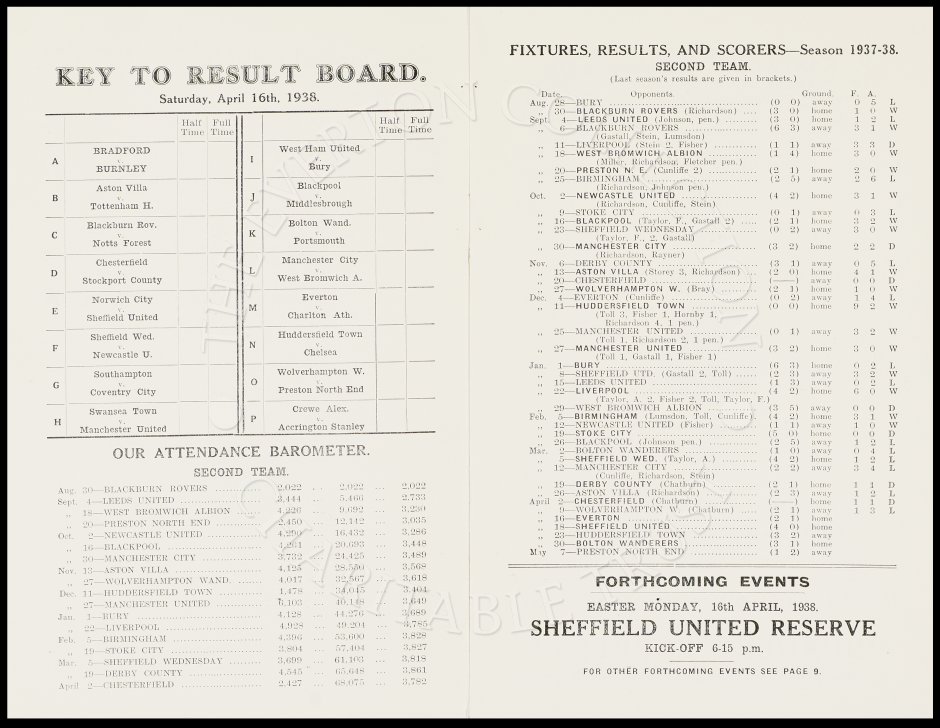 KEY TO RESULT BOARD.
Saturday, April 16th, 1938.
Half Time Full Time Half Time Full Time
A BRADFORD v. BURNLEY
B Aston Villa v. Tottenham H.
C Blackburn Rov. v. Notts Forest
D Chesterfield v. Stockport County
E Norwich City v. Sheffield United
F Sheffield Wed. v. Newcastle U.
G Southampton v. Coventry City
H Swansea Town v. Manchester United
I West Ham United v. Bury
J Blackpool v. Middlesbrough
K Bolton Wand. v. Portsmouth
L Manchester City v. West Bromwich A.
M Everton v. Charlton Ath.
N Huddersfield Town v. Chelsea
O Wolverhampton W. v. Preston North End
P Crewe Alex. v. Accrington Stanley
OUR ATTENDANCE BAROMETER.
SECOND TEAM.
Aug. 30—BLACKBURN ROVERS 2,022 ... 2,022 ... 2,022
Sept. 4—LEEDS UNITED 3,444 ... 5,466 ... 2,733
„ 18—WEST BROMWICH ALBION 4,226 ... 9,692 ... 3,230
„ 20—PRESTON NORTH END 2,450 ... 12,142 ... 3,035
Oct. 2—NEWCASTLE UNITED 4,290 ... 16,432 ... 3,286
„ 16—BLACKPOOL 4,261 ... 20,693 ... 3,448
„ 30—MANCHESTER CITY 3,732 ... 24,425 ... 3,489
Nov. 13—ASTON VILLA 4,125 ... 28,550 ... 3,568
„ 27—WOLVERHAMPTON WAND. 4,017 ... 32,567 ... 3,618
Dec. 11—HUDDERSFIELD TOWN 1,478 ... 34,045 ... 3,404
„ 27—MANCHESTER UNITED 6,103 ... 40,148 ... 3,649
Jan. 1—BURY 4,128 ... 44,276 ... 3,689
„ 22—LIVERPOOL 4,928 ... 49,204 ... 3,785
Feb. 5—BIRMINGHAM 4,396 ... 53,600 ... 3,828
„ 19—STOKE CITY 3,804 ... 57,404 ... 3,827
Mar. 5—SHEFFIELD WEDNESDAY 3,699 ... 61,103 ... 3,818
„ 19—DERBY COUNTY 4,545 ... 65,648 ... 3,861
April 2—CHESTERFIELD 2,427 ... 68,075 ... 3,782
FIXTURES, RESULTS, AND SCORERS—Season 1937-38.
SECOND TEAM.
(Last season's results are given in brackets.)
Date. Opponents. Ground. F. A.
Aug. 28—BURY (0 0) away 0 5 L
„ 30—BLACKBURN ROVERS (Richardson) (3 0) home 1 0 W
Sept. 4—LEEDS UNITED (Johnson, pen.) (3 0) home 1 2 L
„ 6—BLACKBURN ROVERS (6 3) away 3 1 W
(Gastall, Stein, Lumsdon)
„ 11—LIVERPOOL (Stein 2, Fisher) (1 1) away 3 3 D
„ 18—WEST BROMWICH ALBION (1 4) home 3 0 W
(Miller, Richardson, Fletcher pen.)
„ 20—PRESTON N. E. (Cunliffe 2) (2 1) home 2 0 W
„ 25—BIRMINGHAM (2 5) away 2 6 L
(Richardson, Johnson pen.)
Oct. 2—NEWCASTLE UNITED (4 2) home 3 1 W
(Richardson, Cunliffe, Stein)
„ 9—STOKE CITY (0 1) away 0 3 L
„ 16—BLACKPOOL (Taylor, F., Gastall 2) (2 1) home 3 2 W
„ 23—SHEFFIELD WEDNESDAY (0 2) away 3 0 W
(Taylor, F., 2, Gastall)
„ 30—MANCHESTER CITY (3 2) home 2 2 D
(Richardson, Rayner)
Nov. 6—DERBY COUNTY (3 1) away 0 5 L
„ 13—ASTON VILLA (Storey 3, Richardson) (2 0) home 4 1 W
„ 20—CHESTERFIELD (——) away 0 0 D
„ 27—WOLVERHAMPTON W. (Bray) (2 1) home 1 0 W
Dec. 4—EVERTON (Cunliffe) (0 2) away 1 4 L
„ 11—HUDDERSFIELD TOWN (0 0) home 9 2 W
(Toll 3, Fisher 1, Hornby 1,
Richardson 4, 1 pen.)
„ 25—MANCHESTER UNITED (0 1) away 3 2 W
(Toll 1, Richardson 2, 1 pen.)
„ 27—MANCHESTER UNITED (3 2) home 3 0 W
(Toll 1, Gastall 1, Fisher 1)
Jan. 1—BURY (6 3) home 0 2 L
„ 8—SHEFFIELD UTD. (Gastall 2, Toll) (2 3) away 3 2 W
„ 15—LEEDS UNITED (1 3) away 0 2 L
„ 22—LIVERPOOL (4 2) home 6 0 W
(Taylor, A. 2, Fisher 2, Toll, Taylor, F.)
„ 29—WEST BROMWICH ALBION (3 5) away 0 0 D
Feb. 5—BIRMINGHAM (Lumsden, Toll, Cunliffe) (4 2) home 3 1 W
„ 12—NEWCASTLE UNITED (Fisher) (1 1) away 1 0 W
„ 19—STOKE CITY (5 0) home 0 0 D
„ 26—BLACKPOOL (Johnson pen.) (2 5) away 1 2 L
Mar. 2—BOLTON WANDERERS (1 0) away 0 4 L
„ 5—SHEFFIELD WED. (Taylor, A.) (4 2) home 1 2 L
„ 12—MANCHESTER CITY (2 2) away 3 4 L
(Cunliffe, Richardson, Stein)
„ 19—DERBY COUNTY (Chatburn) (2 1) home 1 1 D
„ 26—ASTON VILLA (Richardson) (2 3) away 1 2 L
April 2—CHESTERFIELD (Chatburn) (——) home 1 1 D
„ 9—WOLVERHAMPTON W. (Chatburn) (2 1) away 1 3 L
„ 16—EVERTON (2 1) home
„ 18—SHEFFIELD UNITED (4 0) home
„ 23—HUDDERSFIELD TOWN (3 2) away
„ 30—BOLTON WANDERERS (3 1) home
May 7—PRESTON NORTH END (1 2) away
FORTHCOMING EVENTS
EASTER MONDAY, 16th APRIL, 1938.
SHEFFIELD UNITED RESERVE
KICK-OFF 6-15 p.m.
FOR OTHER FORTHCOMING EVENTS SEE PAGE 9.